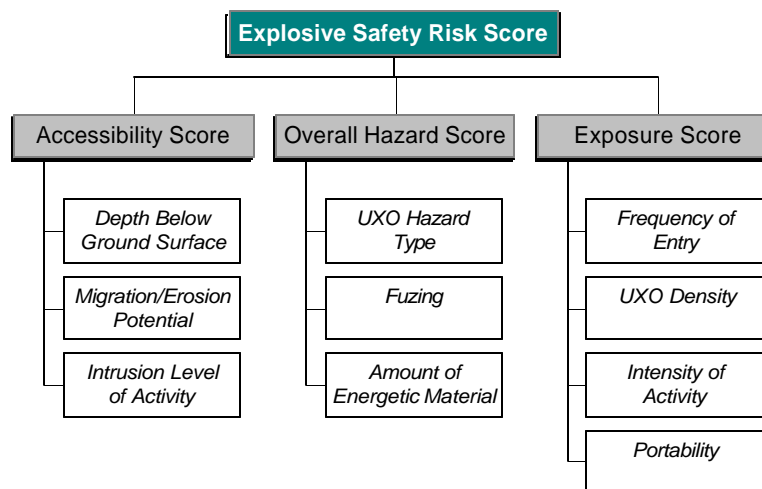 Explosive Safety Risk Score
Accessibility Score
Overall Hazard Score
Exposure Score
Depth Below
Ground Surface
Migration/Erosion
Potential
Intrusion Level
of Activity
UXO Hazard
Type
Fuzing
Amount of
Energetic Material
Frequency of
Entry
UXO Density
Intensity of
Activity
Portability